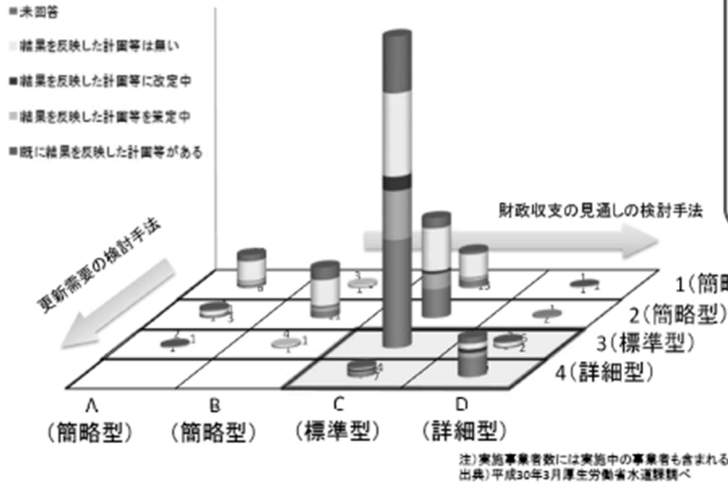 ■未回答
結果を反映した計画等は無い
■結果を反映した計画等に改定中
■結果を反映した計画等を策定中
■既に結果を反映した計画等がある
更新需要の検討手法
財政収支の見通しの検討手法
1(簡略
2(簡略型)
3(標準型)
4(詳細型)
A
(簡略型)
B
(簡略型)
C
(標準型)
D
(詳細型)
注)実施事業者数には実施中の事業者も含まれる
出典)平成30年3月厚生労働省水道課調べ